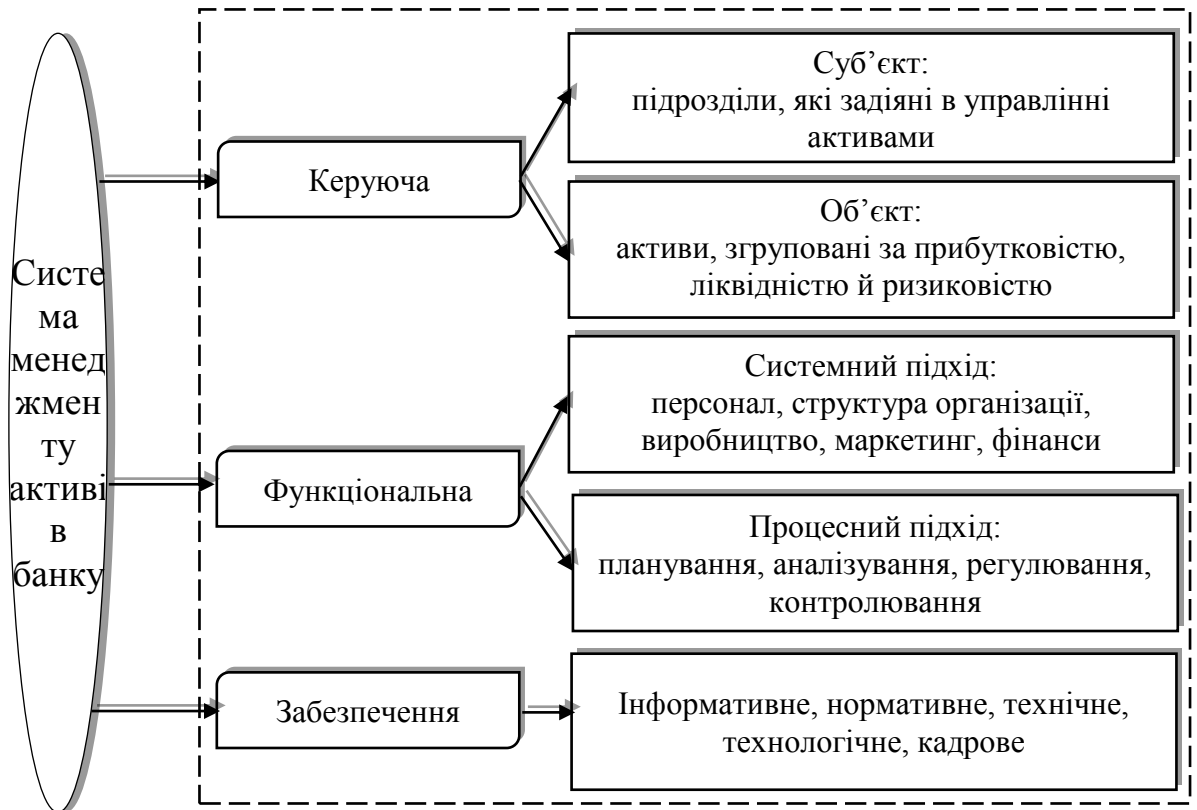 Систе
ма
менед
жмен
ту
активі
в
банку
Керуюча
Суб’єкт:
підрозділи, які задіяні в управлінні
активами
Об’єкт:
активи, згруповані за прибутковістю,
ліквідністю й ризиковістю
Функціональна
Системний підхід:
персонал, структура організації,
виробництво, маркетинг, фінанси
Процесний підхід:
планування, аналізування, регулювання,
контролювання
Забезпечення
Інформативне, нормативне, технічне,
технологічне, кадрове